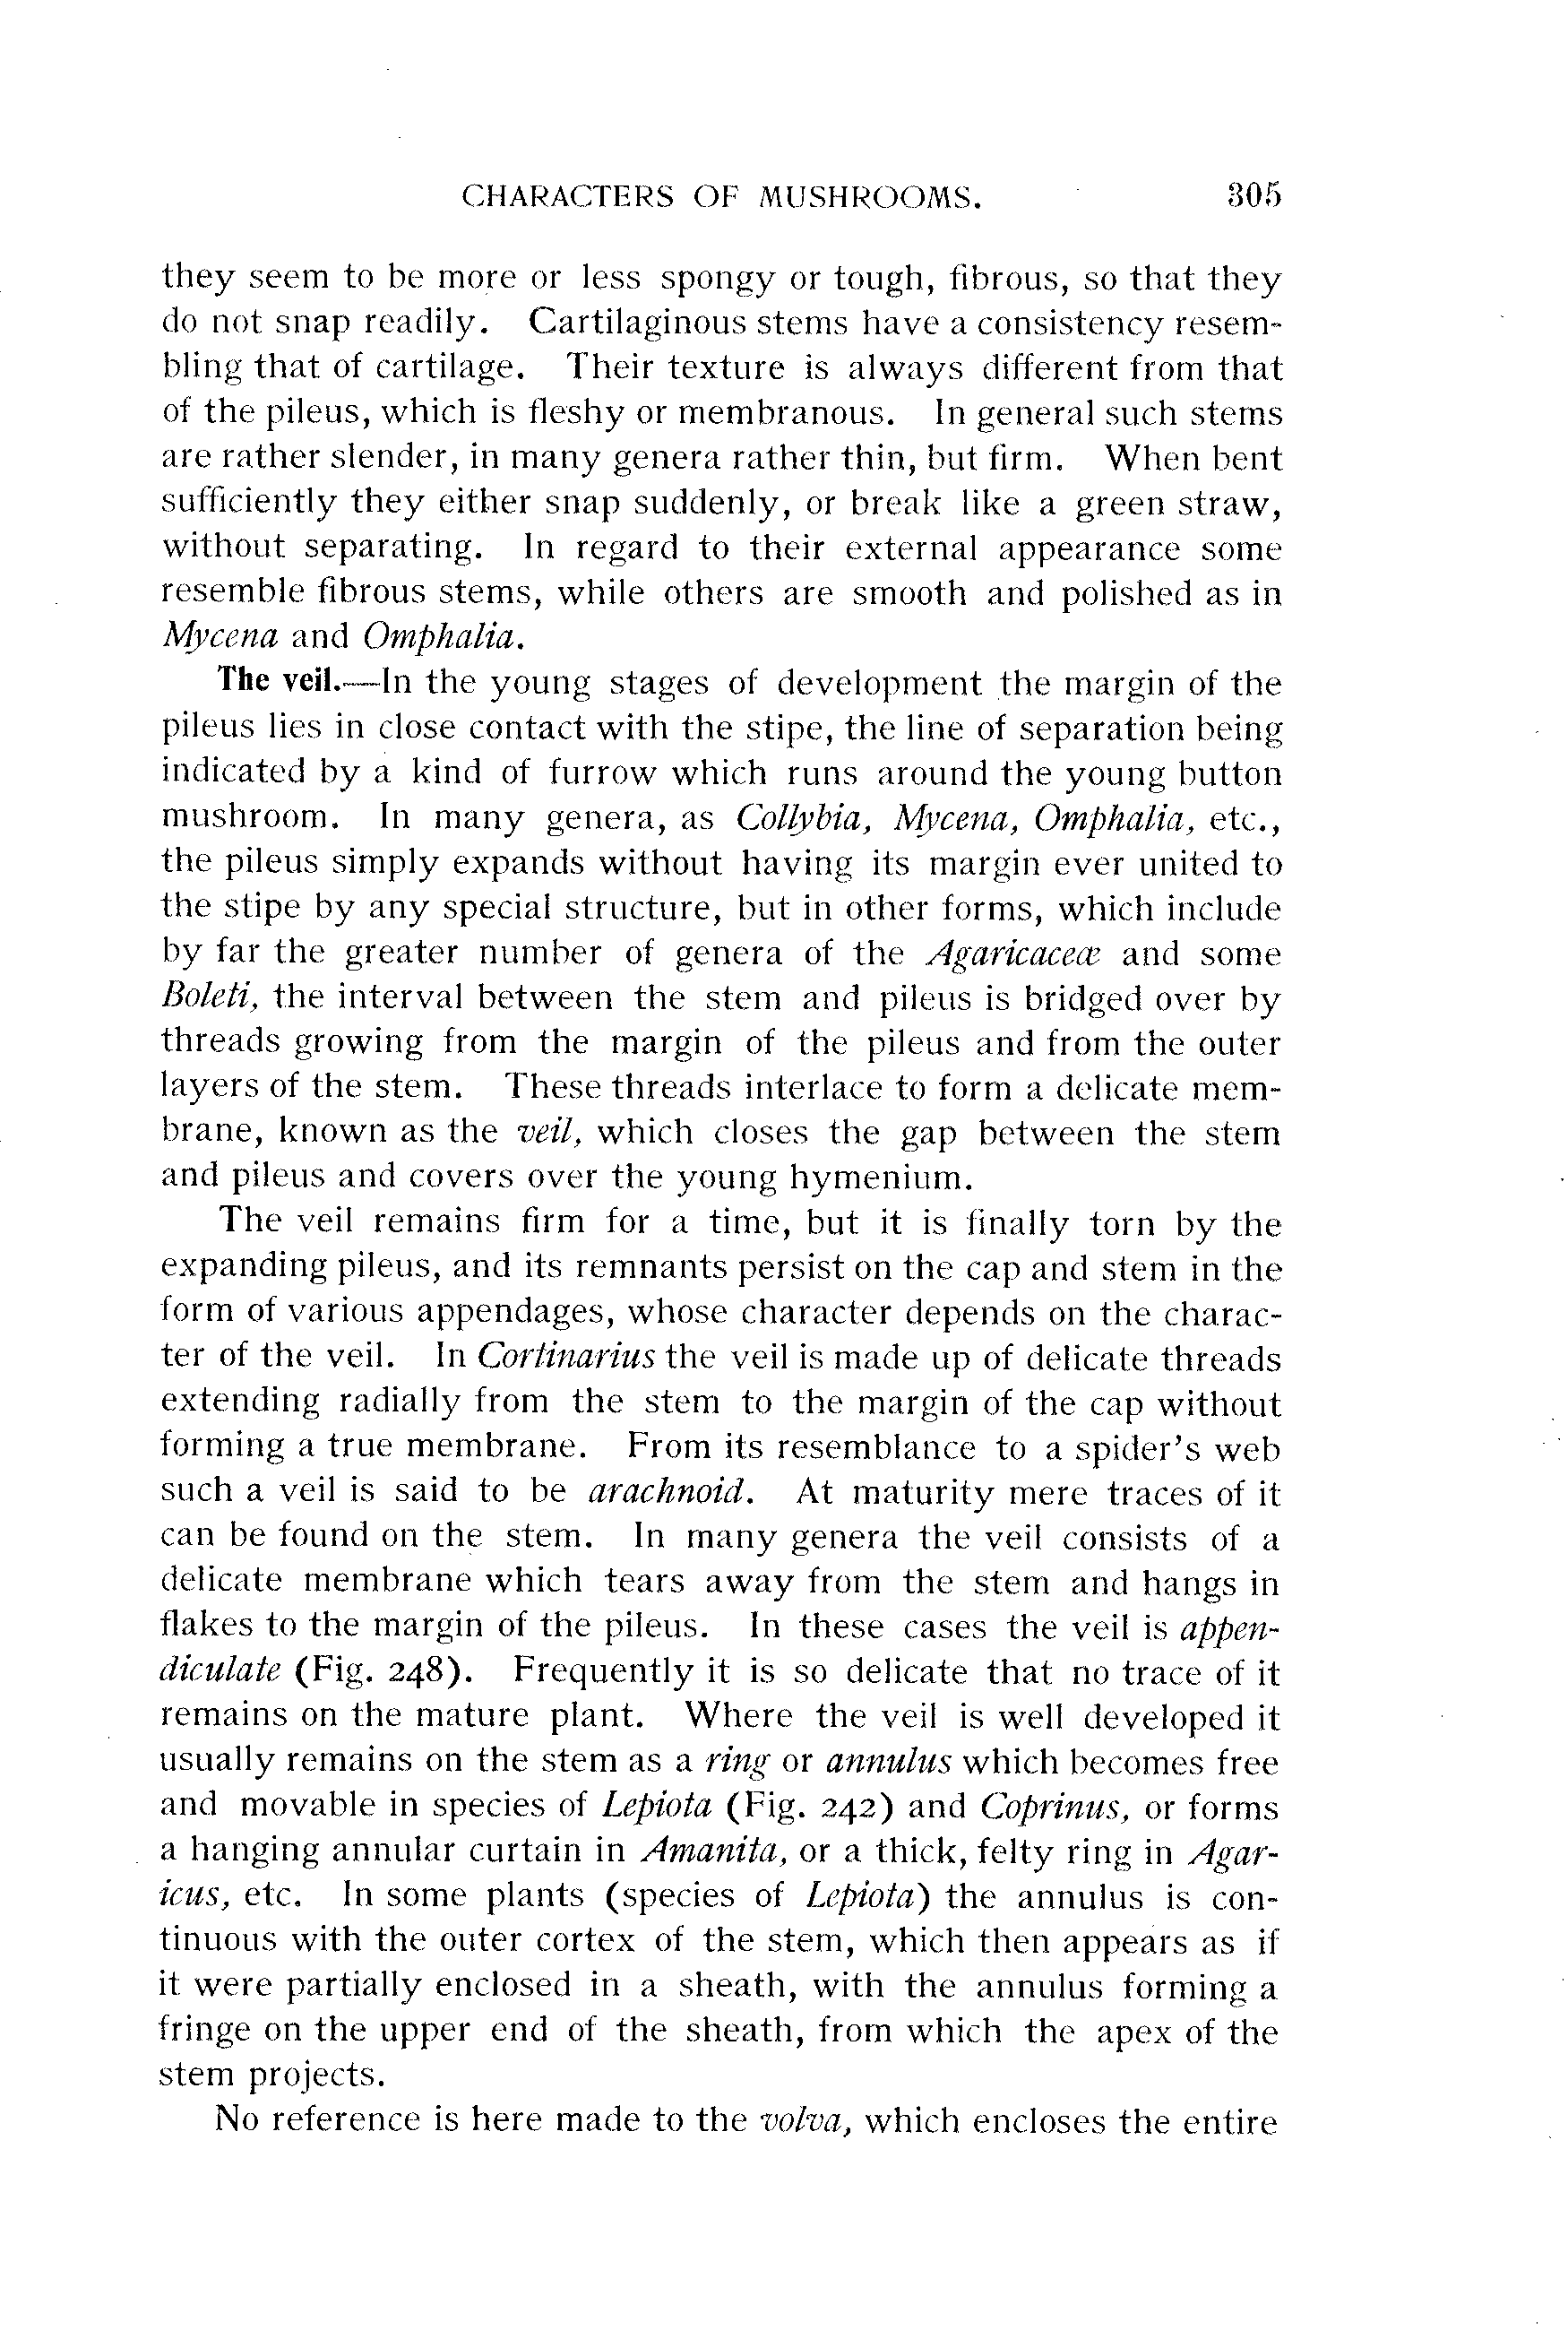 CHARACTERS OF MUSHROOMS. 305
they seem to be more or less spongy or tough, fibrous, so that they
do not snap readily. Cartilaginous stems have a consistency resem-
bling that of cartilage. Their texture is always different from that
of the pileus, which is fleshy or membranous. In general such stems
are rather slender, in many genera rather thin, but firm. When bent
sufficiently they either snap suddenly, or break like a green straw,
without separating. In regard to their external appearance some
resemble fibrous stems, while others are smooth and polished as in
Mycena and Omphalia.
The veil.—In the young stages of development the margin of the
pileus lies in close contact with the stipe, the line of separation being
indicated by a kind of furrow which runs around the young button
mushroom. In many genera, as Collybia, Mycena, Omphalia, etc.,
the pileus simply expands without having its margin ever united to
the stipe by any special structure, but in other forms, which include
by far the greater number of genera of the Agaricaceæ and some
Boleti, the interval between the stem and pileus is bridged over by
threads growing from the margin of the pileus and from the outer
layers of the stem. These threads interlace to form a delicate mem-
brane, known as the veil, which closes the gap between the stem
and pileus and covers over the young hymenium.
The veil remains firm for a time, but it is finally torn by the
expanding pileus, and its remnants persist on the cap and stem in the
form of various appendages, whose character depends on the charac-
ter of the veil. In Cortinarius the veil is made up of delicate threads
extending radially from the stem to the margin of the cap without
forming a true membrane. From its resemblance to a spider's web
such a veil is said to be arachnoid. At maturity mere traces of it
can be found on the stem. In many genera the veil consists of a
delicate membrane which tears away from the stem and hangs in
flakes to the margin of the pileus. In these cases the veil is appen-
diculate (Fig. 248). Frequently it is so delicate that no trace of it
remains on the mature plant. Where the veil is well developed it
usually remains on the stem as a ring or annulus which becomes free
and movable in species of Lepiota (Fig. 242) and Coprinus, or forms
a hanging annular curtain in Amanita, or a thick, felty ring in Agar-
icus, etc. In some plants (species of Lepiota) the annulus is con-
tinuous with the outer cortex of the stem, which then appears as if
it were partially enclosed in a sheath, with the annulus forming a
fringe on the upper end of the sheath, from which the apex of the
stem projects.
No reference is here made to the volva, which encloses the entire